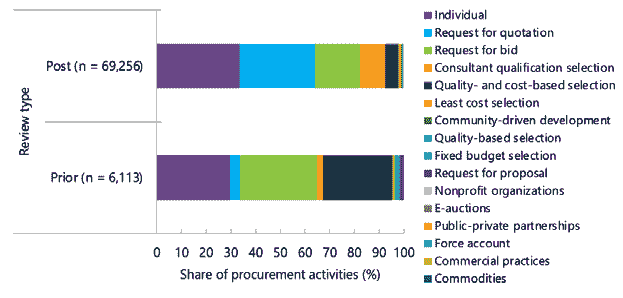 Review type
Post (n = 69,256)
Prior (n = 6,113)
0 10 20 30 40 50 60 70 80 90 100
Share of procurement activities (%)
Individual
Request for quotation
Request for bid
Consultant qualification selection
Quality- and cost-based selection
Least cost selection
Community-driven development
Quality-based selection
Fixed budget selection
Request for proposal
Nonprofit organizations
E-auctions
Public-private partnerships
Force account
Commercial practices
Commodities